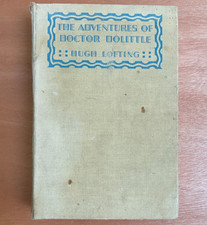 THE ADVENTURES OF
DOCTOR DOLITTLE
HUGH LOFTING